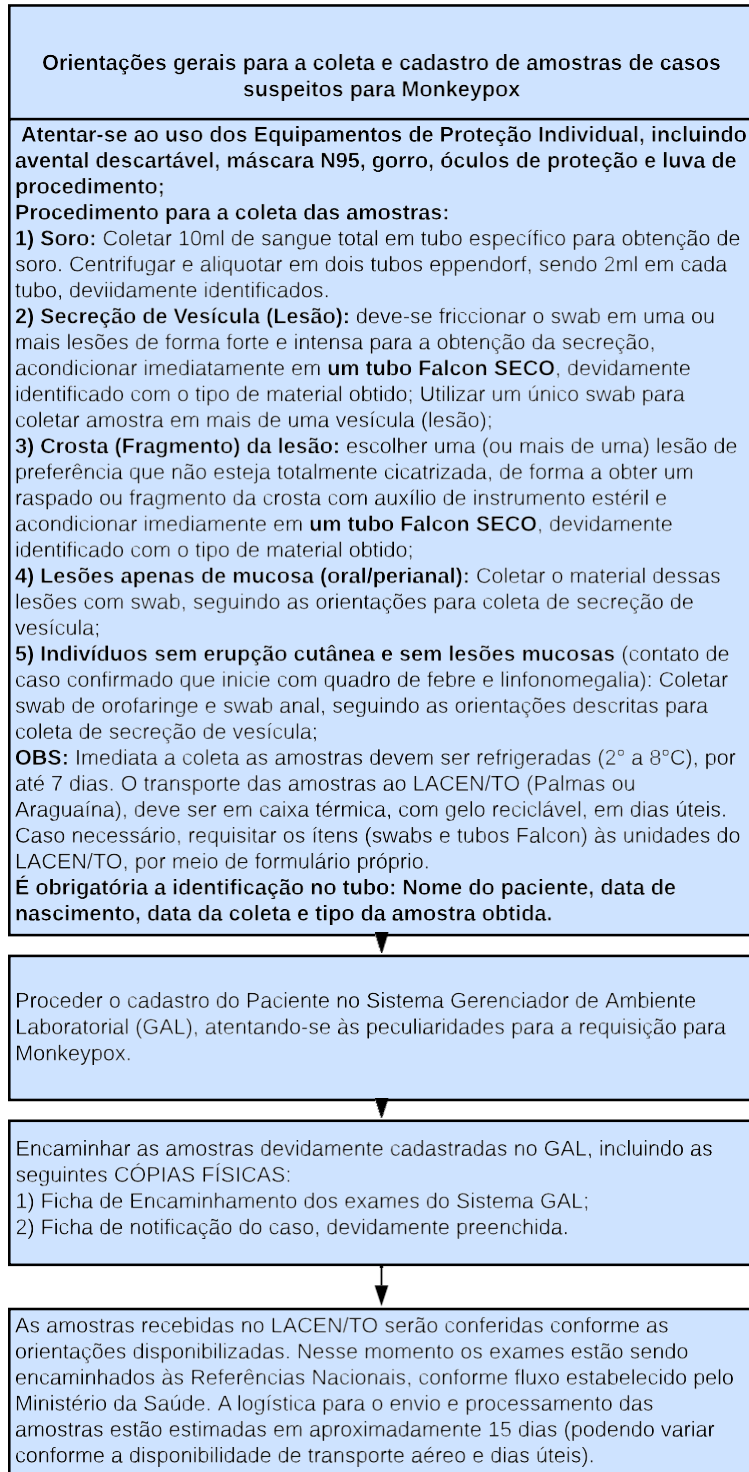 Orientações gerais para a coleta e cadastro de amostras de casos
suspeitos para Monkeypox
Atentar-se ao uso dos Equipamentos de Proteção Individual, incluindo
avental descartável, máscara N95, gorro, óculos de proteção e luva de
procedimento;
Procedimento para a coleta das amostras:
1) Soro: Coletar 10ml de sangue total em tubo específico para obtenção de
soro. Centrifugar e aliquotar em dois tubos eppendorf, sendo 2ml em cada
tubo, deviidamente identificados.
2) Secreção de Vesícula (Lesão): deve-se friccionar o swab em uma ou
mais lesões de forma forte e intensa para a obtenção da secreção,
acondicionar imediatamente em um tubo Falcon SECO, devidamente
identificado com o tipo de material obtido; Utilizar um único swab para
coletar amostra em mais de uma vesícula (lesão);
3) Crosta (Fragmento) da lesão: escolher uma (ou mais de uma) lesão de
preferência que não esteja totalmente cicatrizada, de forma a obter um
raspado ou fragmento da crosta com auxílio de instrumento estéril e
acondicionar imediamente em um tubo Falcon SECO, devidamente
identificado com o tipo de material obtido;
4) Lesões apenas de mucosa (oral/perianal): Coletar o material dessas
lesões com swab, seguindo as orientações para coleta de secreção de
vesícula;
5) Indivíduos sem erupção cutânea e sem lesões mucosas (contato de
caso confirmado que inicie com quadro de febre e linfonomegalia): Coletar
swab de orofaringe e swab anal, seguindo as orientações descritas para
coleta de secreção de vesícula;
OBS: Imediata a coleta as amostras devem ser refrigeradas (2° a 8°C), por
até 7 dias. O transporte das amostras ao LACEN/TO (Palmas ou
Araguaína), deve ser em caixa térmica, com gelo reciclável, em dias úteis.
Caso necessário, requisitar os ítens (swabs e tubos Falcon) às unidades do
LACEN/TO, por meio de formulário próprio.
É obrigatória a identificação no tubo: Nome do paciente, data de
nascimento, data da coleta e tipo da amostra obtida.
Proceder o cadastro do Paciente no Sistema Gerenciador de Ambiente
Laboratorial (GAL), atentando-se às peculiaridades para a requisição para
Monkeypox.
Encaminhar as amostras devidamente cadastradas no GAL, incluindo as
seguintes CÓPIAS FÍSICAS:
1) Ficha de Encaminhamento dos exames do Sistema GAL;
2) Ficha de notificação do caso, devidamente preenchida.
As amostras recebidas no LACEN/TO serão conferidas conforme as
orientações disponibilizadas. Nesse momento os exames estão sendo
encaminhados às Referências Nacionais, conforme fluxo estabelecido pelo
Ministério da Saúde. A logística para o envio e processamento das
amostras estão estimadas em aproximadamente 15 dias (podendo variar
conforme a disponibilidade de transporte aéreo e dias úteis).